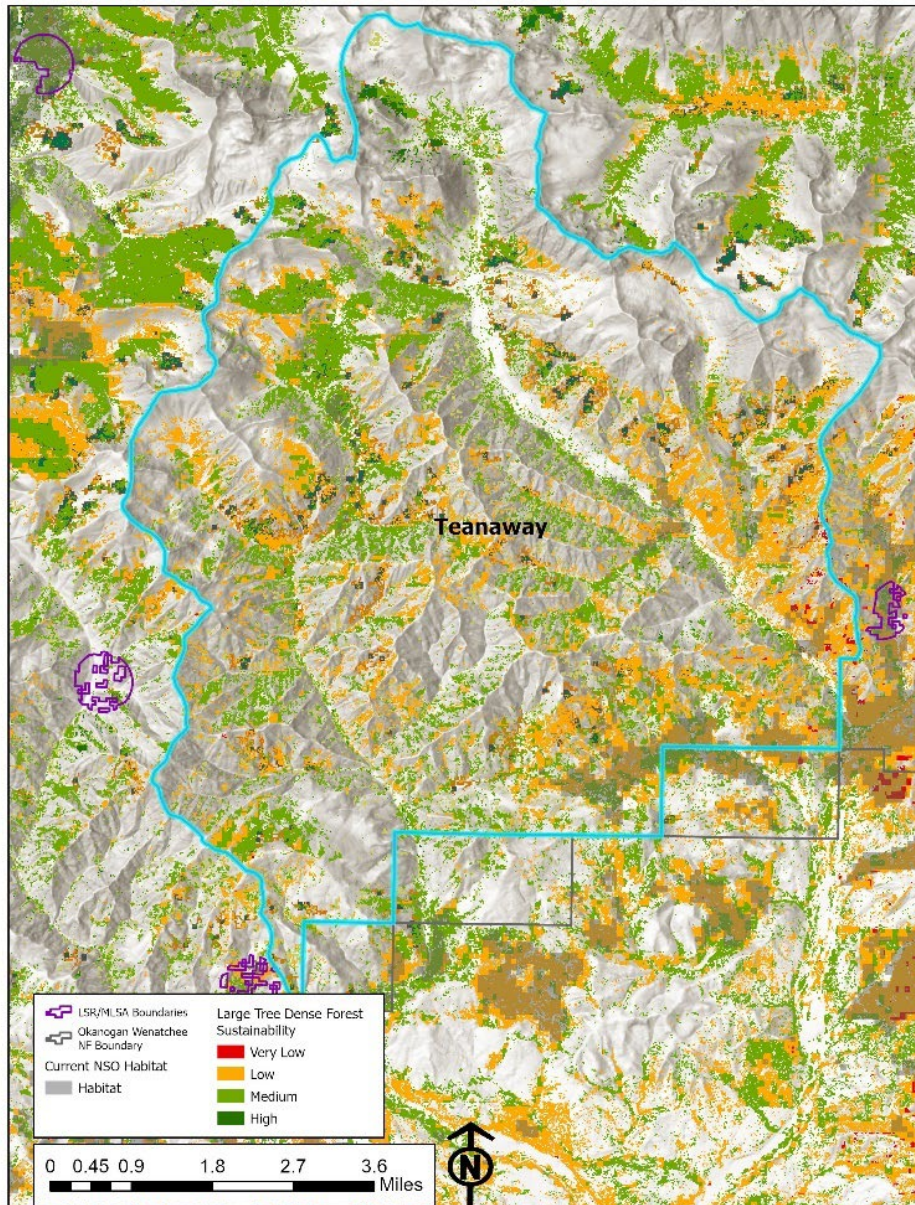 Teanaway
LSR/MLSA Boundaries
Okanogan Wenatchee
NF Boundary
Current NSO Habitat
Habitat
Large Tree Dense Forest
Sustainability
Very Low
Low
Medium
High
0 0.45 0.9 1.8 2.7 3.6
Miles
N